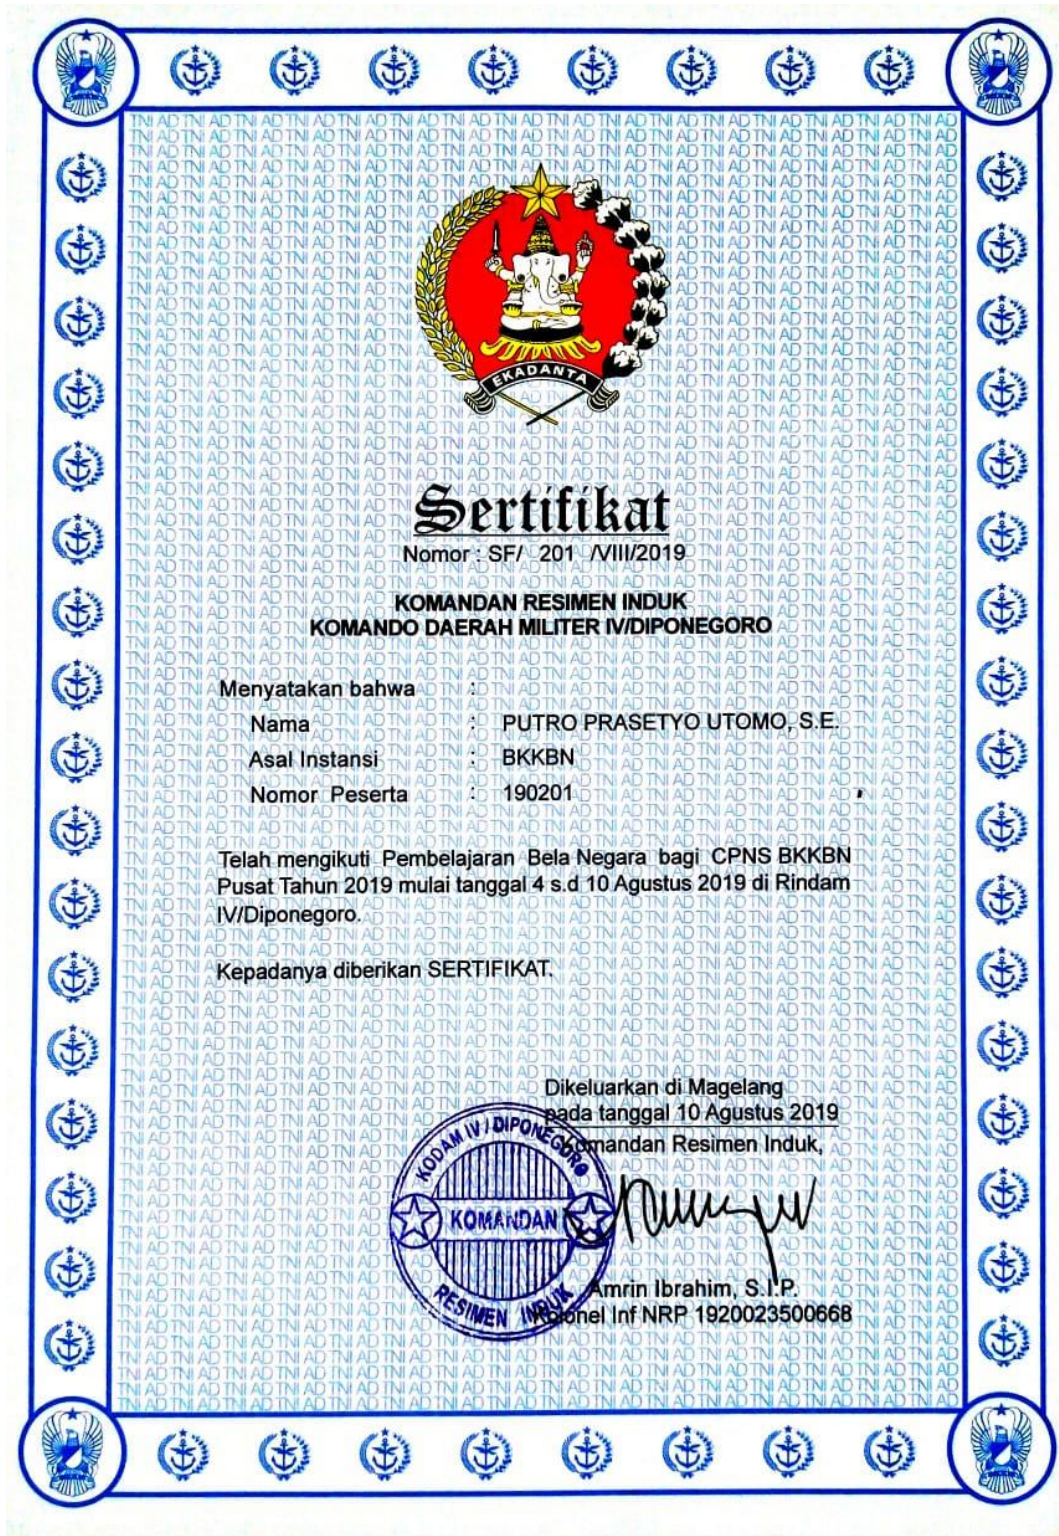 EKADANTA
Sertifikat
Nomor : SF/ 201 /VIII/2019
KOMANDAN RESIMEN INDUK
KOMANDO DAERAH MILITER IV/DIPONEGORO
Menyatakan bahwa :
Nama : PUTRO PRASETYO UTOMO, S.E.
Asal Instansi : BKKBN
Nomor Peserta : 190201
Telah mengikuti Pembelajaran Bela Negara bagi CPNS BKKBN
Pusat Tahun 2019 mulai tanggal 4 s.d 10 Agustus 2019 di Rindam
IV/Diponegoro.
Kepadanya diberikan SERTIFIKAT.
Dikeluarkan di Magelang
pada tanggal 10 Agustus 2019
Komandan Resimen Induk,
KODAM IV / DIPONEGORO
KOMANDAN
RESIMEN INDUK
Amrin Ibrahim, S.I.P.
Kolonel Inf NRP 1920023500668